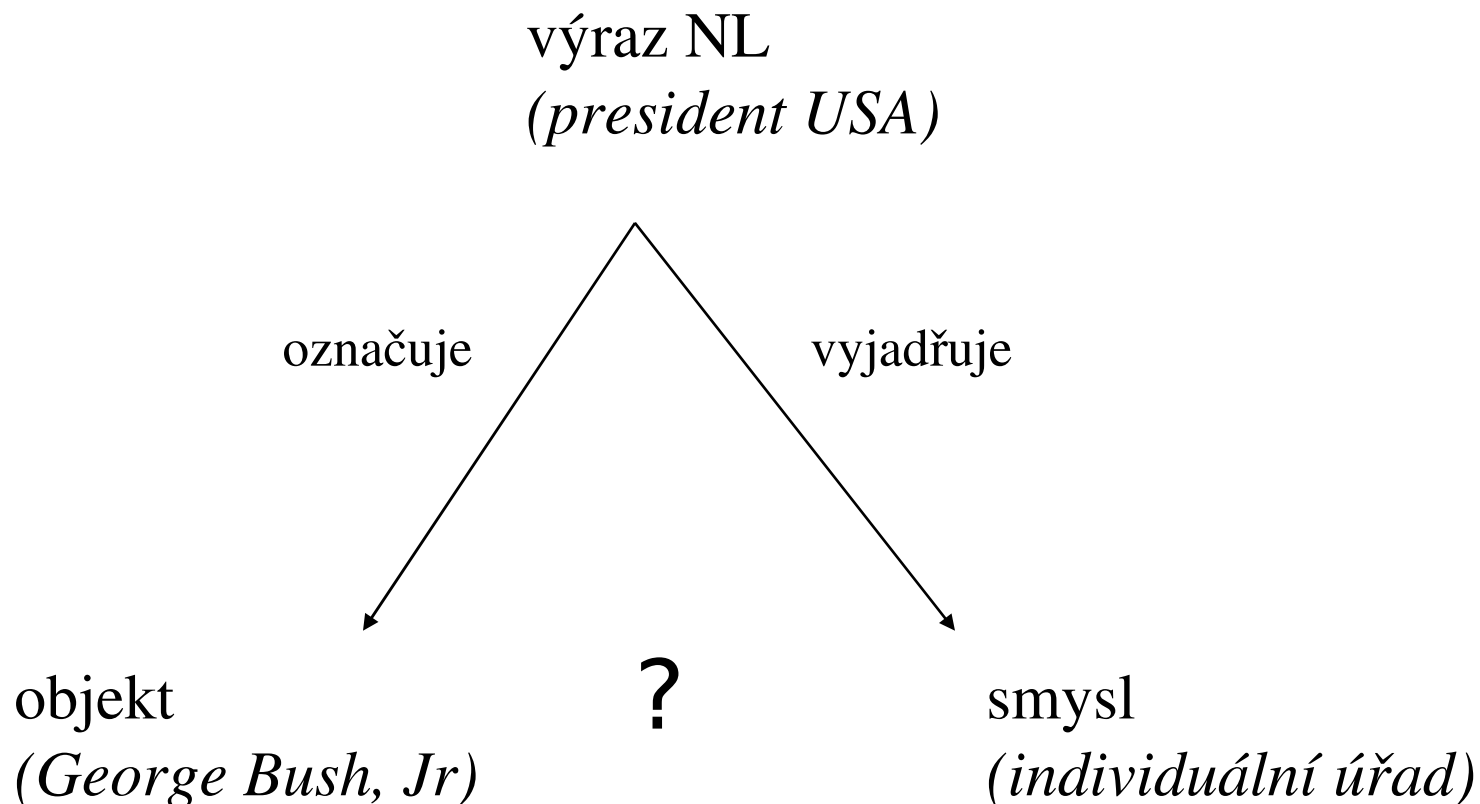 výraz NL
(president USA)
označuje
vyjadřuje
?
objekt
(George Bush, Jr)
smysl
(individuální úřad)